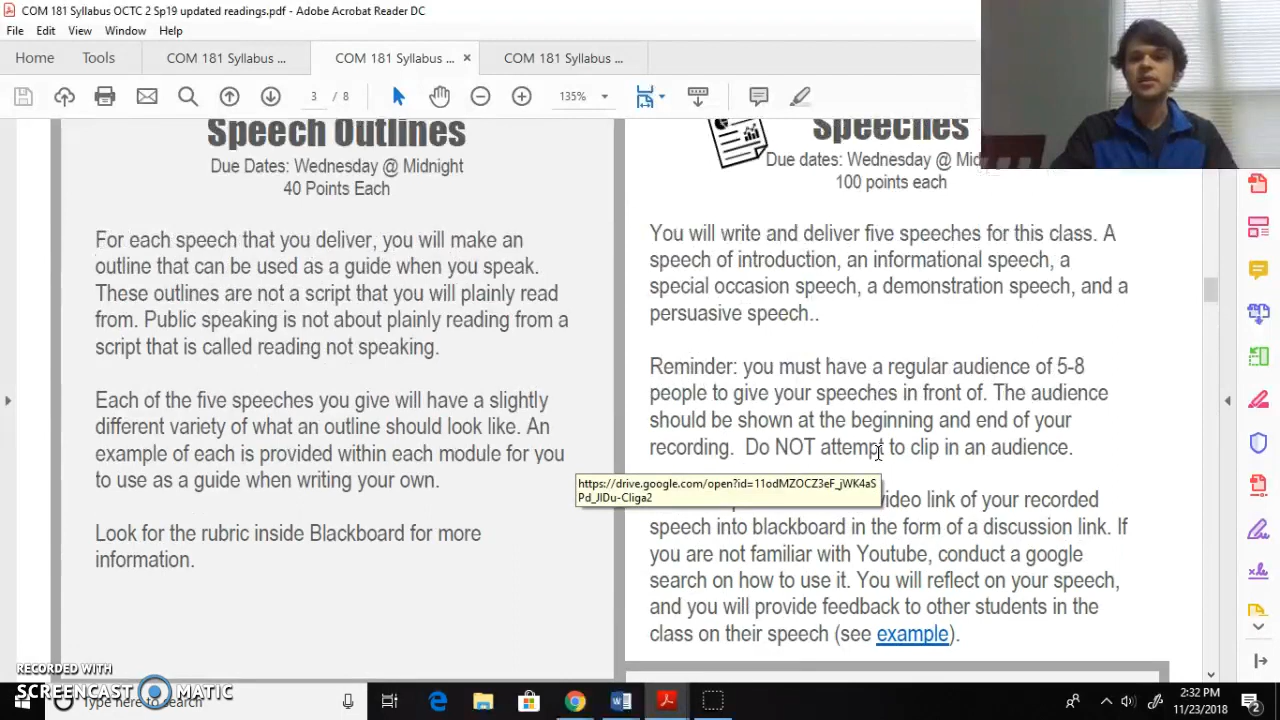 COM 181 Syllabus OCTC 2 Sp19 updated readings.pdf - Adobe Acrobat Reader DC
File Edit View Window Help
Home Tools COM 181 Syllabus ... COM 181 Syllabus ... × COM 181 Syllabus ...
3 / 8 135%
Speech Outlines
Due Dates: Wednesday @ Midnight
40 Points Each
For each speech that you deliver, you will make an
outline that can be used as a guide when you speak.
These outlines are not a script that you will plainly read
from. Public speaking is not about plainly reading from a
script that is called reading not speaking.
Each of the five speeches you give will have a slightly
different variety of what an outline should look like. An
example of each is provided within each module for you
to use as a guide when writing your own.
Look for the rubric inside Blackboard for more
information.
Speeches
Due dates: Wednesday @ Mid
100 points each
You will write and deliver five speeches for this class. A
speech of introduction, an informational speech, a
special occasion speech, a demonstration speech, and a
persuasive speech..
Reminder: you must have a regular audience of 5-8
people to give your speeches in front of. The audience
should be shown at the beginning and end of your
recording. Do NOT attempt to clip in an audience.
https://drive.google.com/open?id=11odMZOCZ3eF_jWK4aS
Pd_JlDu-Cliga2
video link of your recorded
speech into blackboard in the form of a discussion link. If
you are not familiar with Youtube, conduct a google
search on how to use it. You will reflect on your speech,
and you will provide feedback to other students in the
class on their speech (see example).
RECORDED WITH
SCREENCAST MATIC
Type here to search
2:32 PM
11/23/2018
2